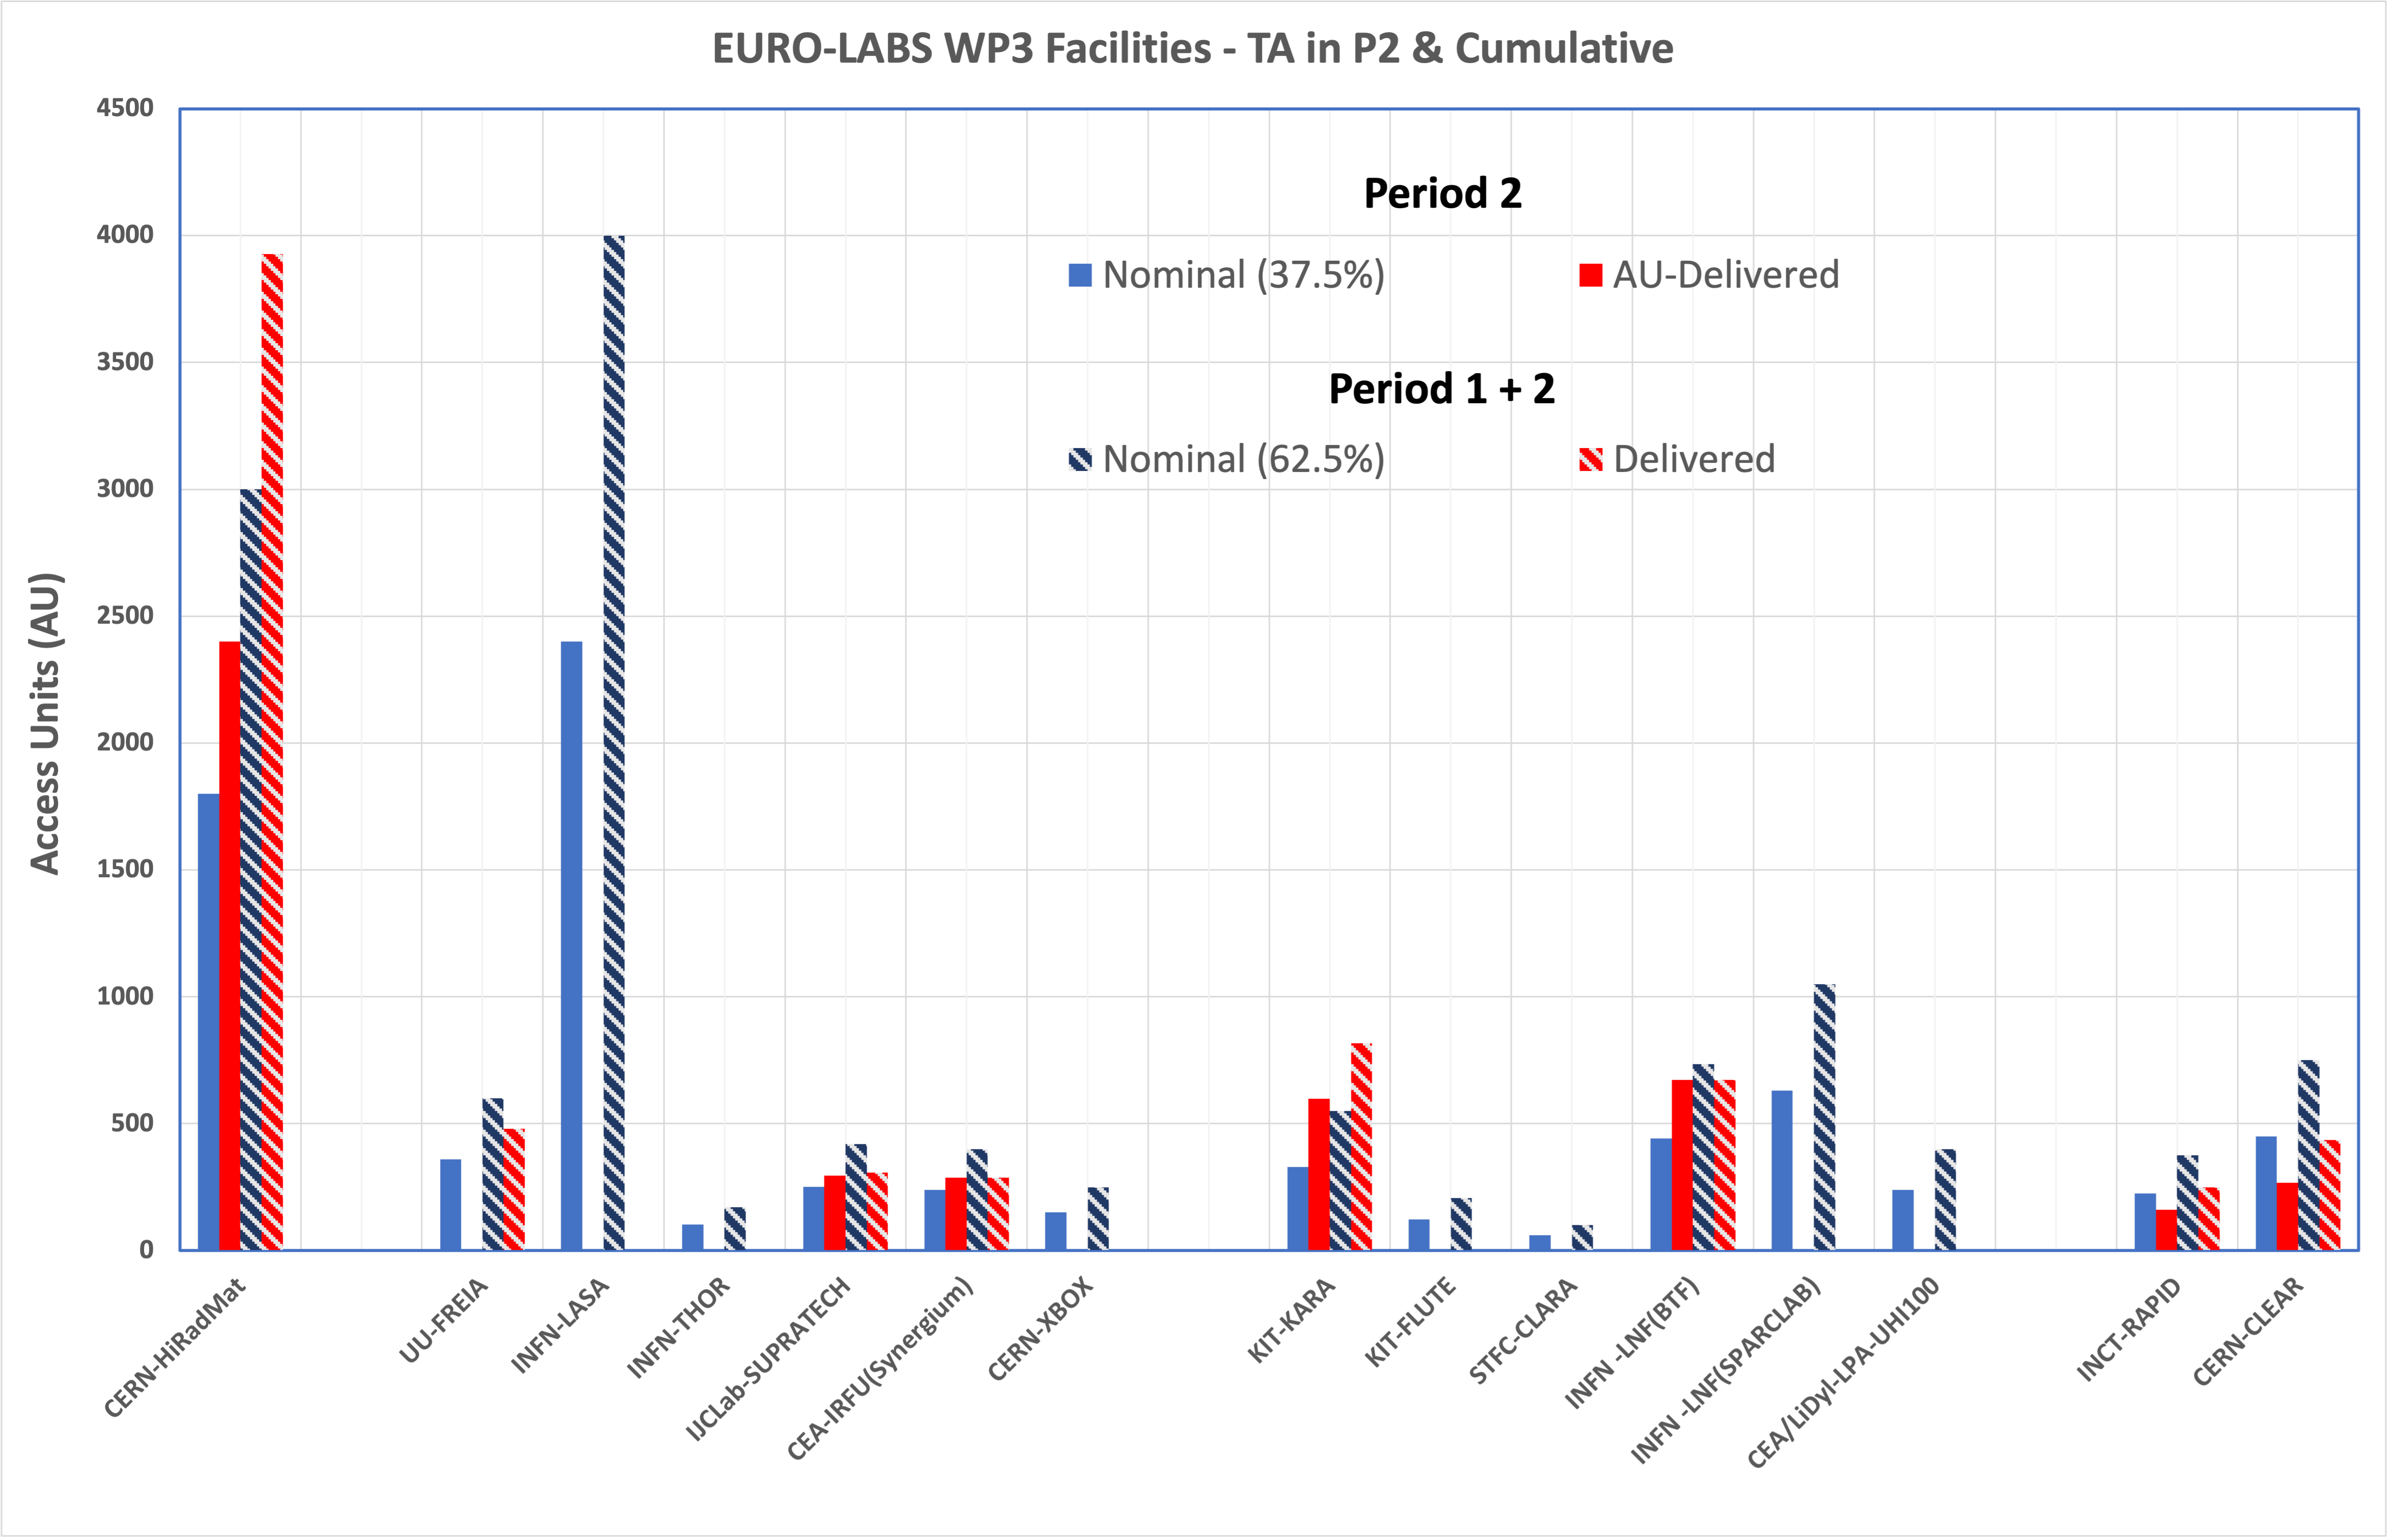 EURO-LABS WP3 Facilities - TA in P2 & Cumulative
Access Units (AU)
4500
4000
3500
3000
2500
2000
1500
1000
500
0
Period 2
Nominal (37.5%) AU-Delivered
Period 1 + 2
Nominal (62.5%) Delivered
CERN-HiRadMat
UU-FREIA
INFN-LASA
INFN-THOR
IJCLab-SUPRATECH
CEA-IRFU(Synergium)
CERN-XBOX
KIT-KARA
KIT-FLUTE
STFC-CLARA
INFN -LNF(BTF)
INFN -LNF(SPARCLAB)
CEA/LiDyl-LPA-UHI100
INCT-RAPID
CERN-CLEAR